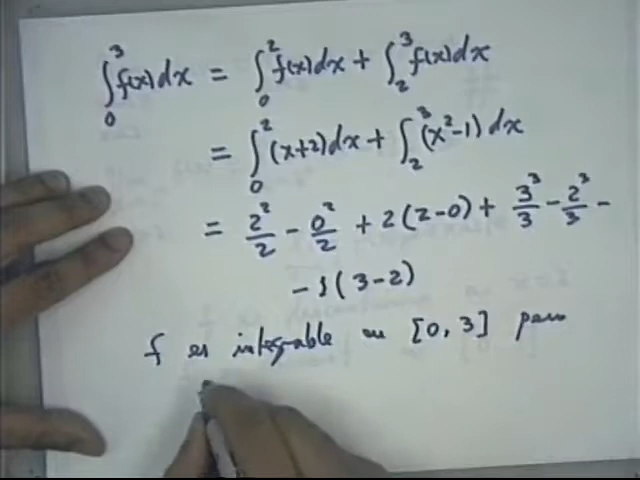 ∫₀³ f(x)dx = ∫₀² f(x)dx + ∫₂³ f(x)dx
= ∫₀² (x+2)dx + ∫₂³ (x²-1) dx
= 2²/2 - 0²/2 + 2(2-0) + 3³/3 - 2³/3 -
- 1(3-2)
f es integrable en [0, 3] pero